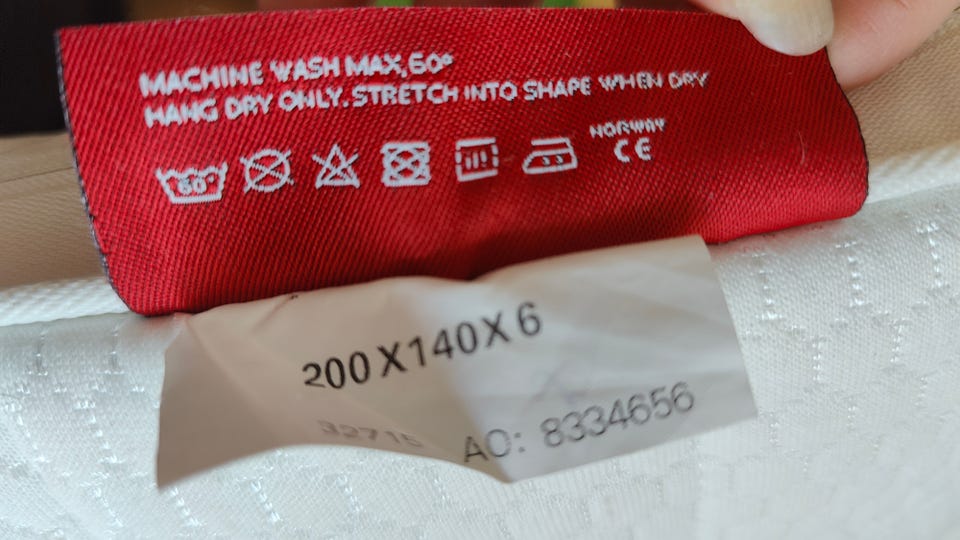 MACHINE WASH MAX, 60°
HANG DRY ONLY. STRETCH INTO SHAPE WHEN DRY
60°
NORWAY
CE
200 X 140 X 6
32715
AO: 8334656